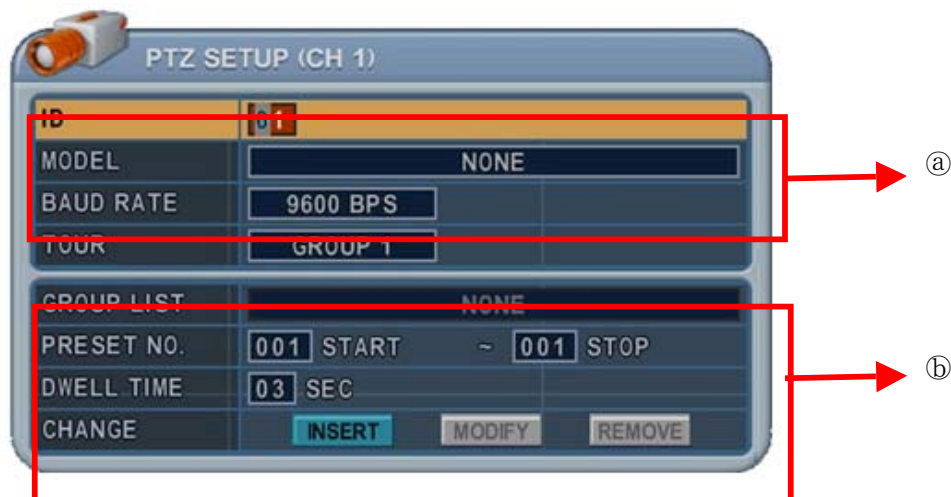 PTZ SETUP (CH 1)
ID 01
MODEL NONE
ⓐ
BAUD RATE 9600 BPS
TOUR GROUP 1
GROUP LIST NONE
PRESET NO. 001 START ~ 001 STOP
ⓑ
DWELL TIME 03 SEC
CHANGE INSERT MODIFY REMOVE